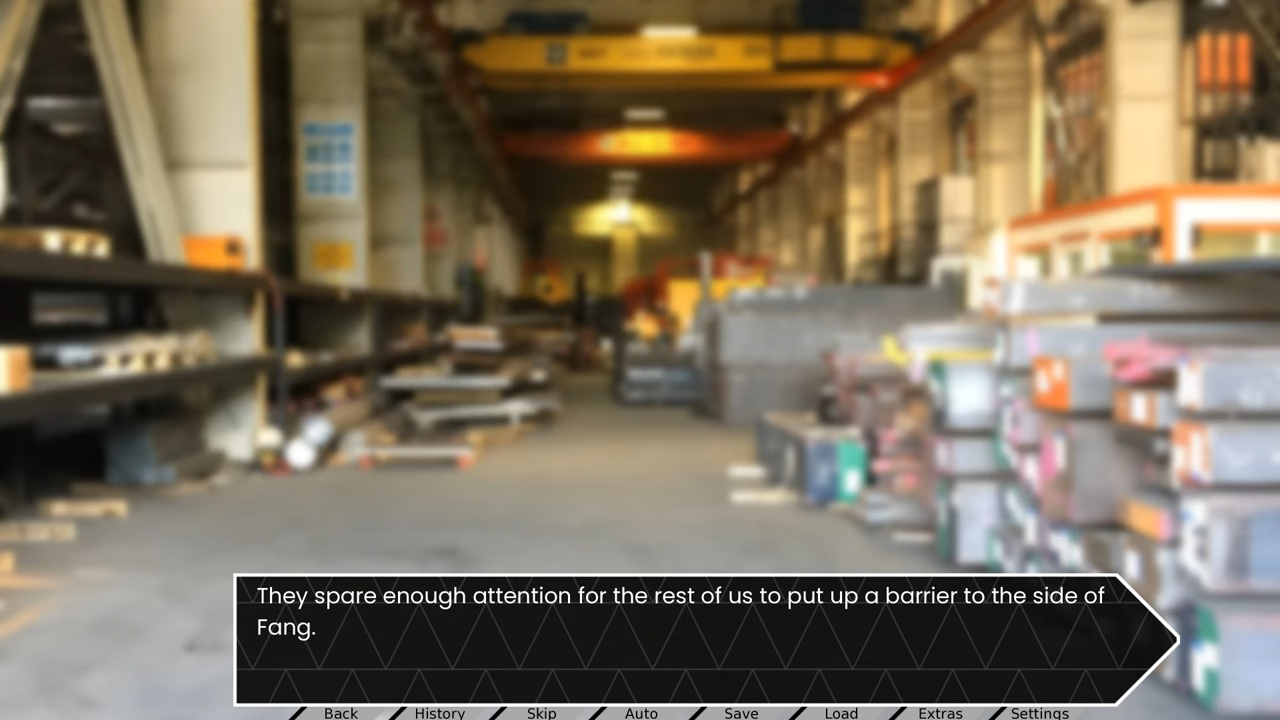 They spare enough attention for the rest of us to put up a barrier to the side of
Fang.
Back History Skip Auto Save Load Extras Settings